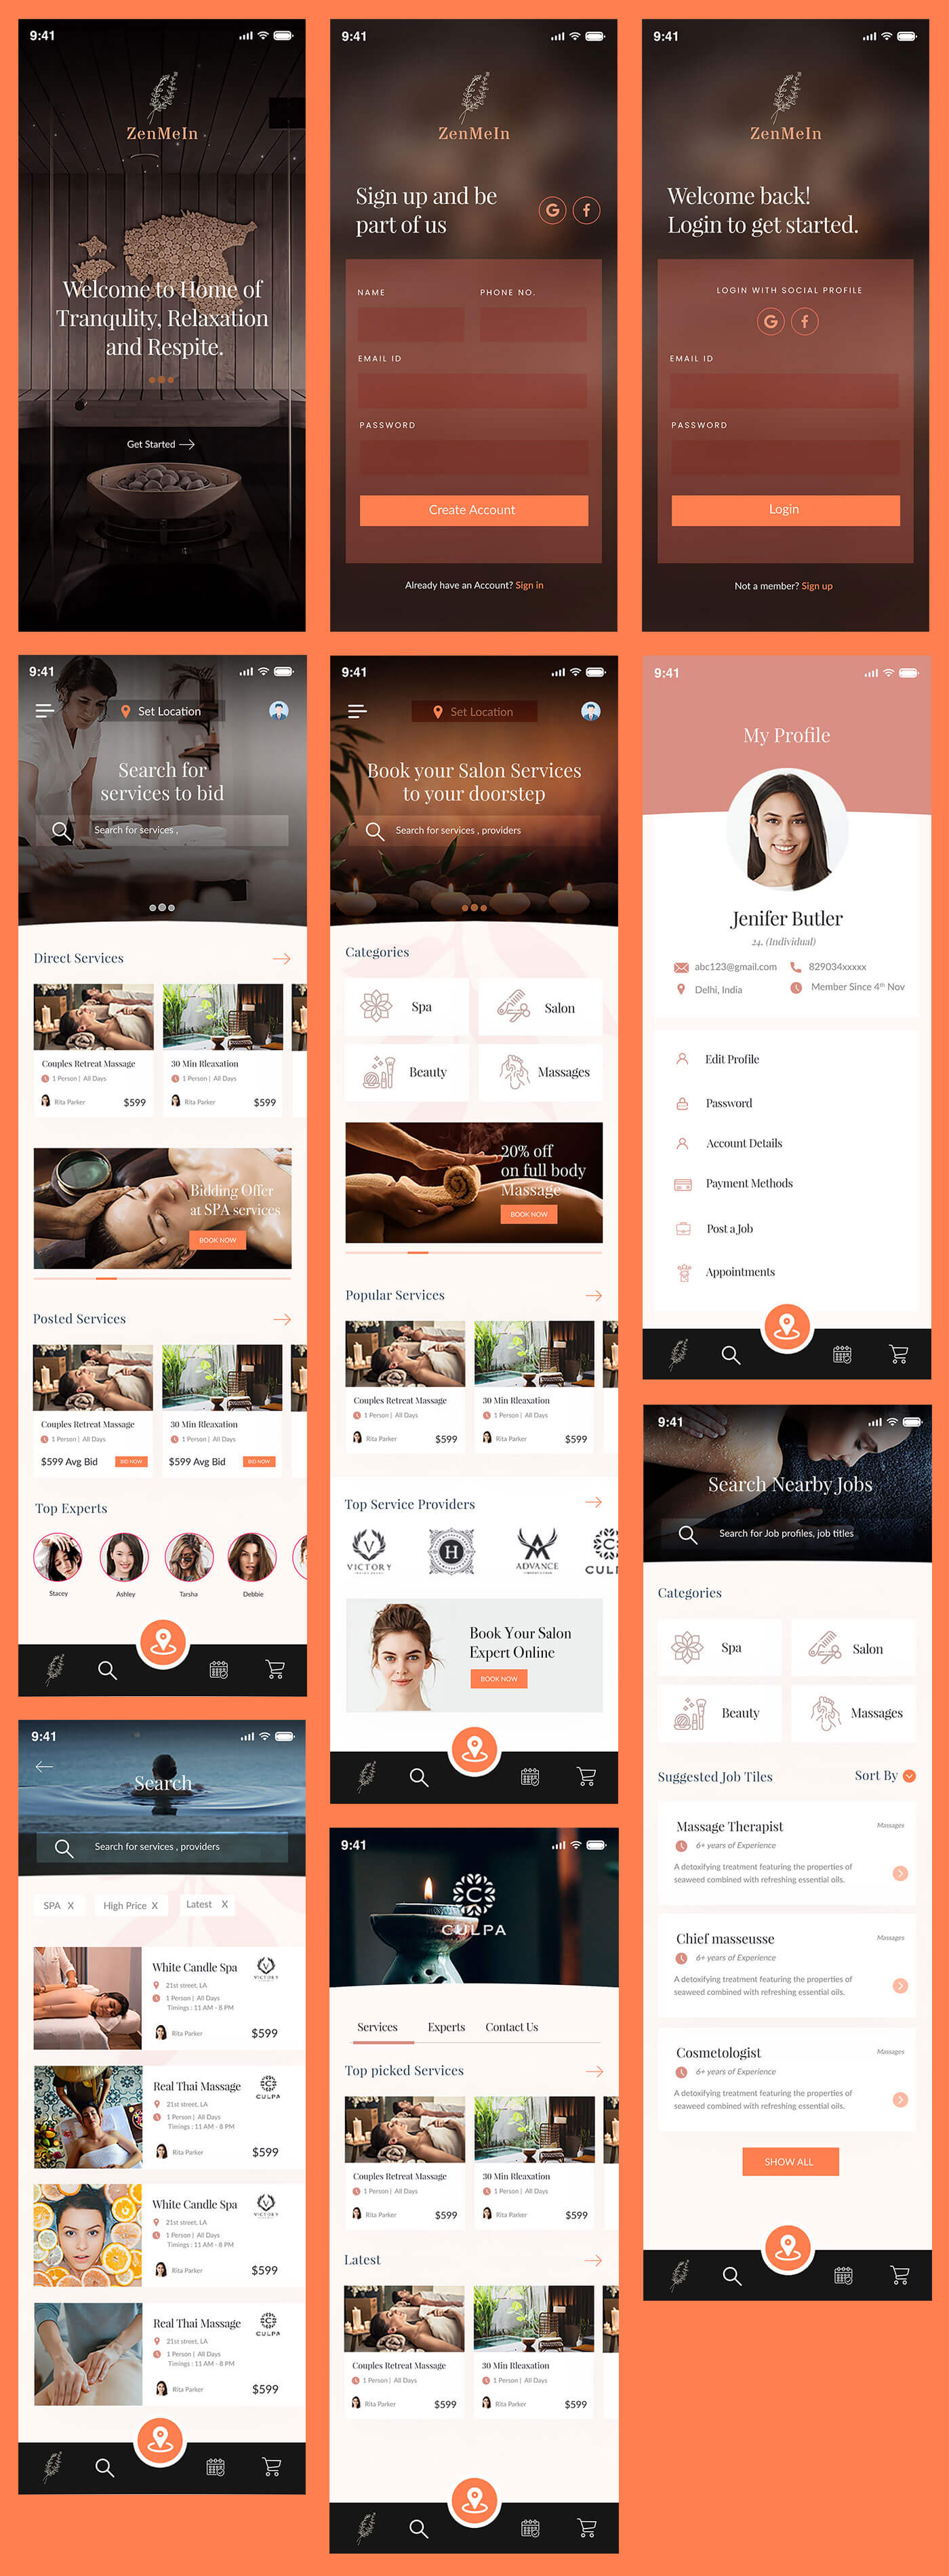 9:41
ZenMeIn
Welcome to Home of
Tranqulity, Relaxation
and Respite.
Get Started
9:41
ZenMeIn
Sign up and be
part of us
NAME
PHONE NO.
EMAIL ID
PASSWORD
Create Account
Already have an Account? Sign in
9:41
ZenMeIn
Welcome back!
Login to get started.
LOGIN WITH SOCIAL PROFILE
EMAIL ID
PASSWORD
Login
Not a member? Sign up
9:41
Set Location
Search for
services to bid
Search for services ,
Direct Services
Couples Retreat Massage
1 Person | All Days
Rita Parker
$599
30 Min Rleaxation
1 Person | All Days
Rita Parker
$599
Bidding Offer
at SPA services
BOOK NOW
Posted Services
Couples Retreat Massage
1 Person | All Days
$599 Avg Bid
BID NOW
30 Min Rleaxation
1 Person | All Days
$599 Avg Bid
BID NOW
Top Experts
Stacey
Ashley
Tarsha
Debbie
9:41
Set Location
Book your Salon Services
to your doorstep
Search for services , providers
Categories
Spa
Salon
Beauty
Massages
20% off
on full body
Massage
BOOK NOW
Popular Services
Couples Retreat Massage
1 Person | All Days
Rita Parker
$599
30 Min Rleaxation
1 Person | All Days
Rita Parker
$599
Top Service Providers
VICTORY
H
ADVANCE
CULP
Book Your Salon
Expert Online
BOOK NOW
9:41
My Profile
Jenifer Butler
24, (Individual)
abc123@gmail.com
829034xxxxx
Delhi, India
Member Since 4th Nov
Edit Profile
Password
Account Details
Payment Methods
Post a Job
Appointments
9:41
Search Nearby Jobs
Search for Job profiles, job titles
Categories
Spa
Salon
Beauty
Massages
Suggested Job Tiles
Sort By
Massage Therapist
Massages
6+ years of Experience
A detoxifying treatment featuring the properties of
seaweed combined with refreshing essential oils.
Chief masseusse
Massages
6+ years of Experience
A detoxifying treatment featuring the properties of
seaweed combined with refreshing essential oils.
Cosmetologist
Massages
6+ years of Experience
A detoxifying treatment featuring the properties of
seaweed combined with refreshing essential oils.
SHOW ALL
9:41
Search
Search for services , providers
SPA X
High Price X
Latest X
White Candle Spa
VICTORY
21st street, LA
1 Person | All Days
Timings : 11 AM - 8 PM
Rita Parker
$599
Real Thai Massage
CULPA
21st street, LA
1 Person | All Days
Timings : 11 AM - 8 PM
Rita Parker
$599
White Candle Spa
VICTORY
21st street, LA
1 Person | All Days
Timings : 11 AM - 8 PM
Rita Parker
$599
Real Thai Massage
CULPA
21st street, LA
1 Person | All Days
Timings : 11 AM - 8 PM
Rita Parker
$599
9:41
CULPA
Services
Experts
Contact Us
Top picked Services
Couples Retreat Massage
1 Person | All Days
Rita Parker
$599
30 Min Rleaxation
1 Person | All Days
Rita Parker
$599
Latest
Couples Retreat Massage
1 Person | All Days
Rita Parker
$599
30 Min Rleaxation
1 Person | All Days
Rita Parker
$599